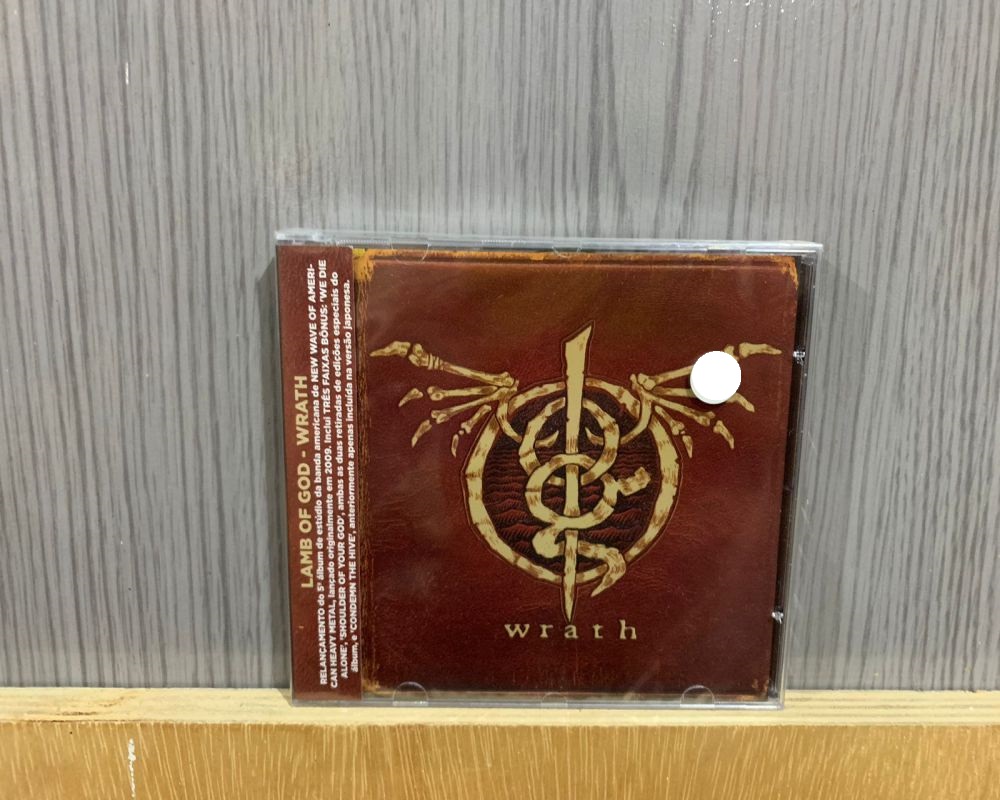 LAMB OF GOD - WRATH
RELANÇAMENTO do 5º álbum de estúdio da banda americana de NEW WAVE OF AMERI-
CAN HEAVY METAL, lançado originalmente em 2009. Inclui TRÊS FAIXAS BÔNUS: 'WE DIE
ALONE', 'SHOULDER OF YOUR GOD', ambas as duas retiradas de edições especiais do
álbum, e 'CONDEMN THE HIVE', anteriormente apenas incluída na versão japonesa.
wrath